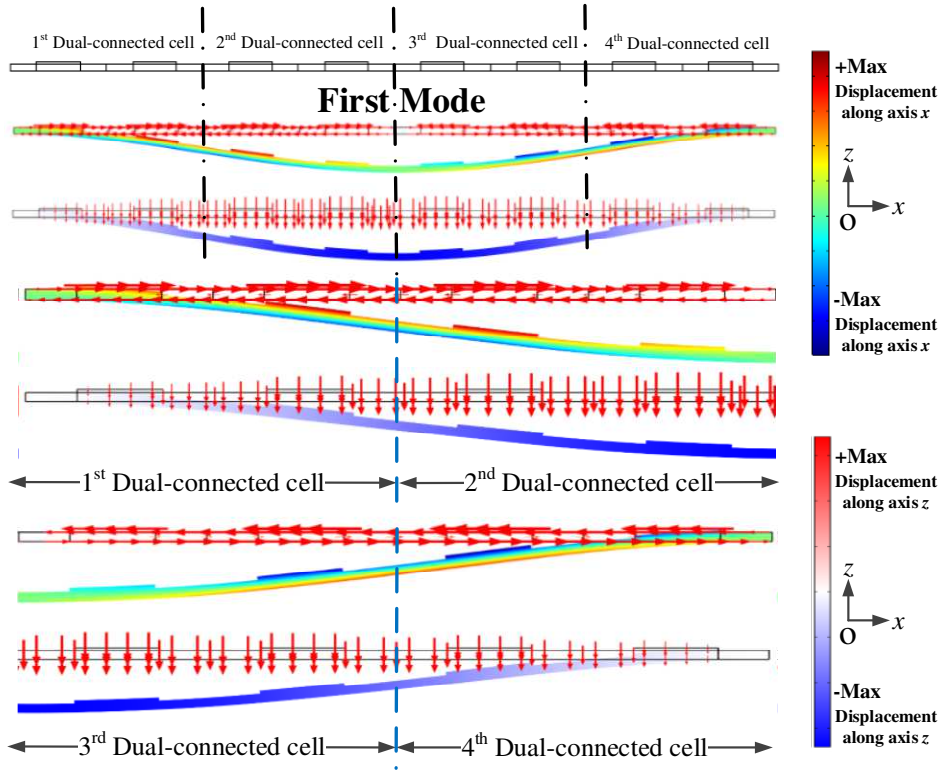 1st Dual-connected cell
2nd Dual-connected cell
3rd Dual-connected cell
4th Dual-connected cell
First Mode
+Max
Displacement
along axis x
z
O
x
-Max
Displacement
along axis x
1st Dual-connected cell
2nd Dual-connected cell
+Max
Displacement
along axis z
z
O
x
-Max
Displacement
along axis z
3rd Dual-connected cell
4th Dual-connected cell